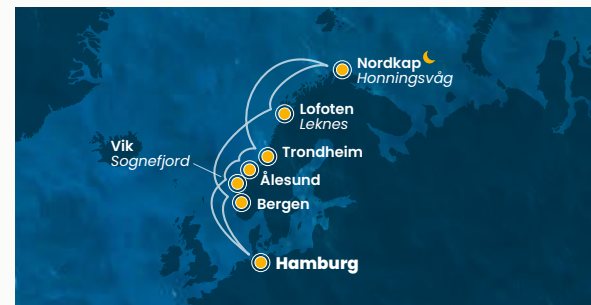 Nordkap
Honningsvåg
Lofoten
Leknes
Vik
Sognefjord
Trondheim
Ålesund
Bergen
Hamburg